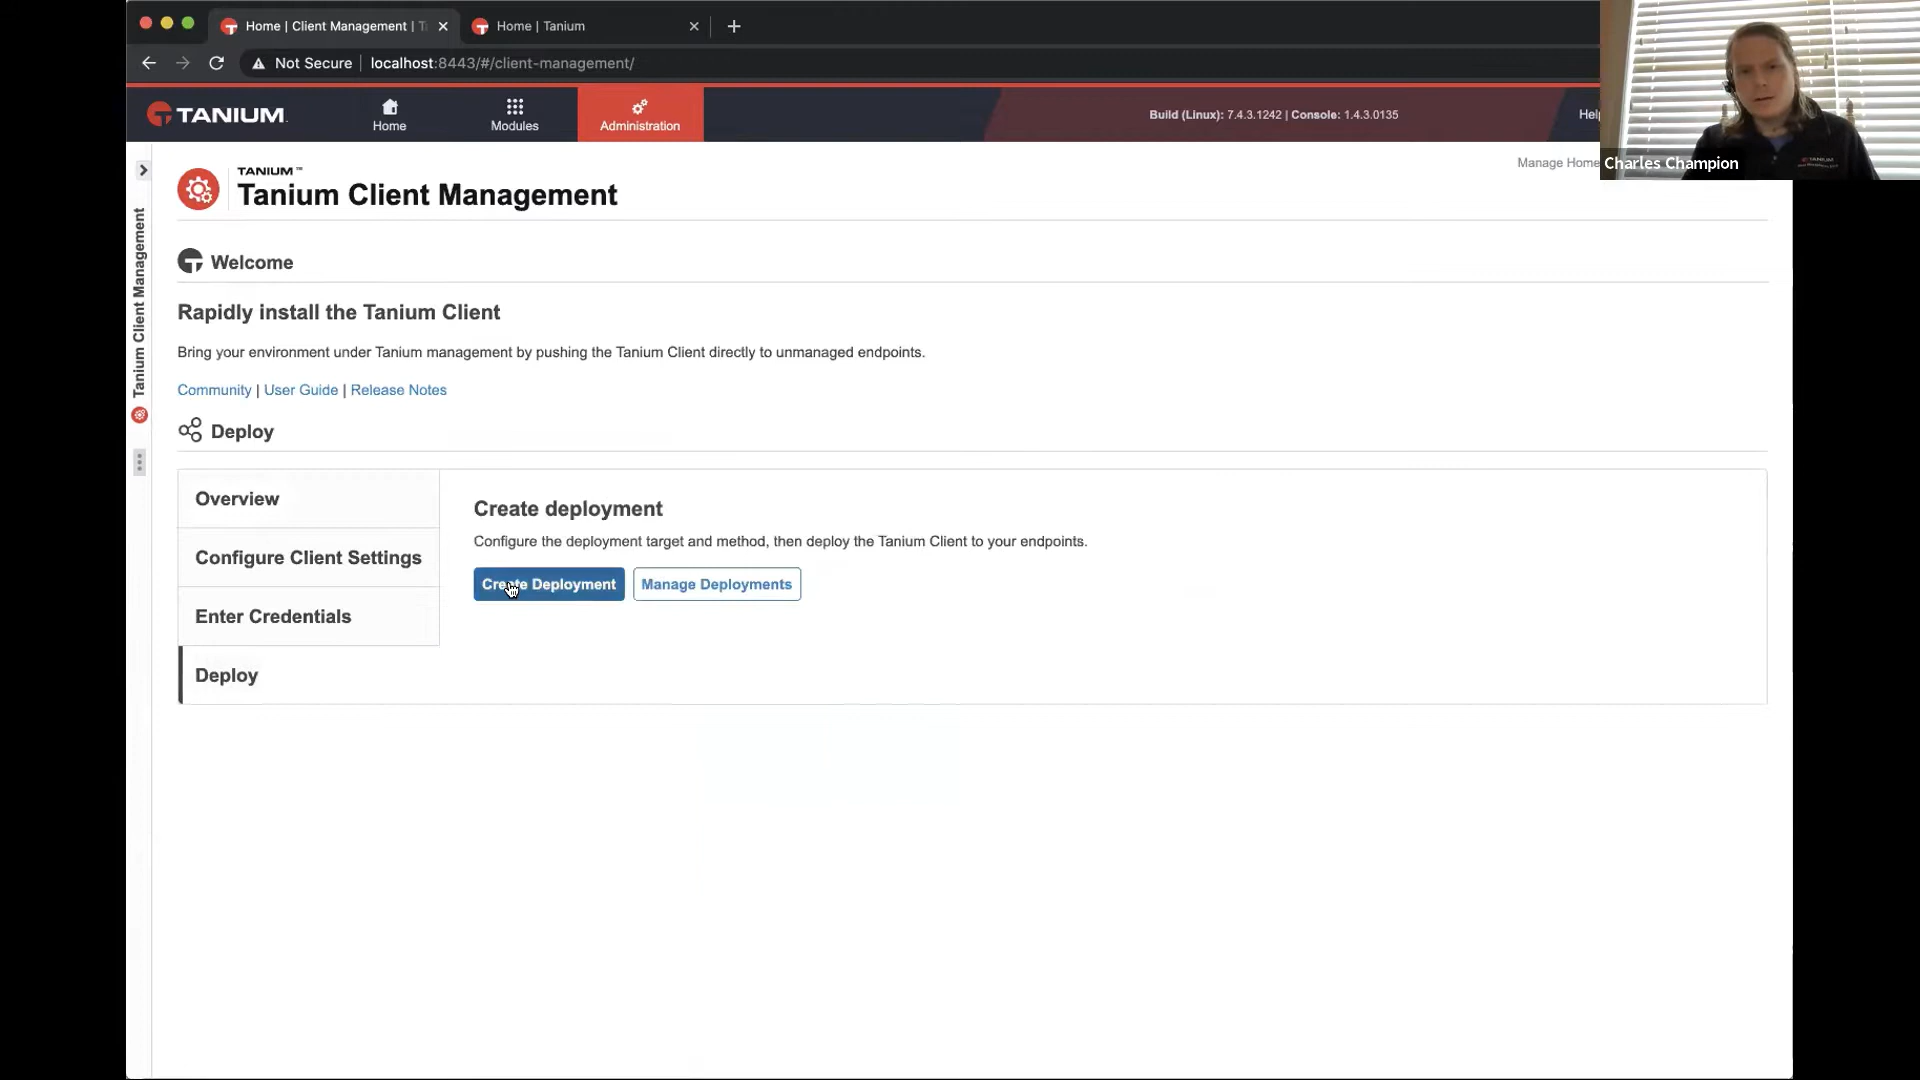 Home | Client Management | T
Home | Tanium
Not Secure | localhost:8443/#/client-management/
TANIUM
Home
Modules
Administration
Build (Linux): 7.4.3.1242 | Console: 1.4.3.0135
Help
Manage Home
Charles Champion
TANIUM™
Tanium Client Management
Tanium Client Management
Welcome
Rapidly install the Tanium Client
Bring your environment under Tanium management by pushing the Tanium Client directly to unmanaged endpoints.
Community | User Guide | Release Notes
Deploy
Overview
Configure Client Settings
Enter Credentials
Deploy
Create deployment
Configure the deployment target and method, then deploy the Tanium Client to your endpoints.
Create Deployment
Manage Deployments